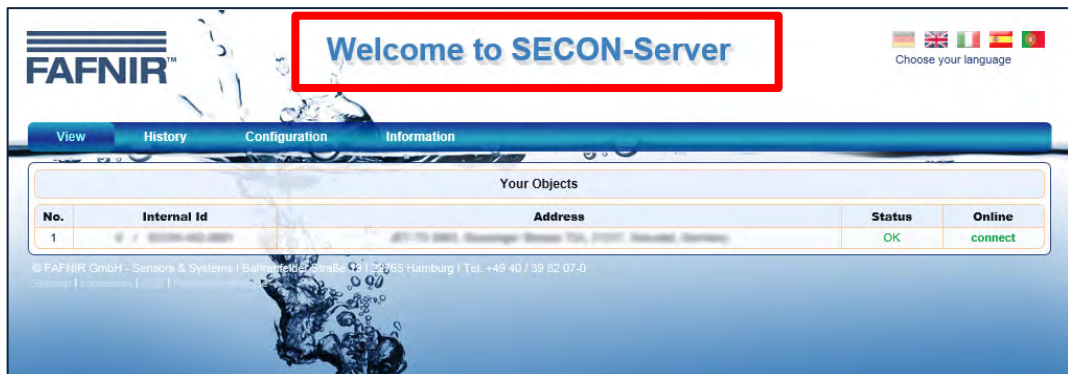 FAFNIR™
Welcome to SECON-Server
Choose your language
View History Configuration Information
Your Objects
No. Internal Id Address Status Online
1 OK connect
© FAFNIR GmbH - Sensors & Systems I Bahrenfelder Straße 19 I 22765 Hamburg I Tel. +49 40 / 39 82 07-0